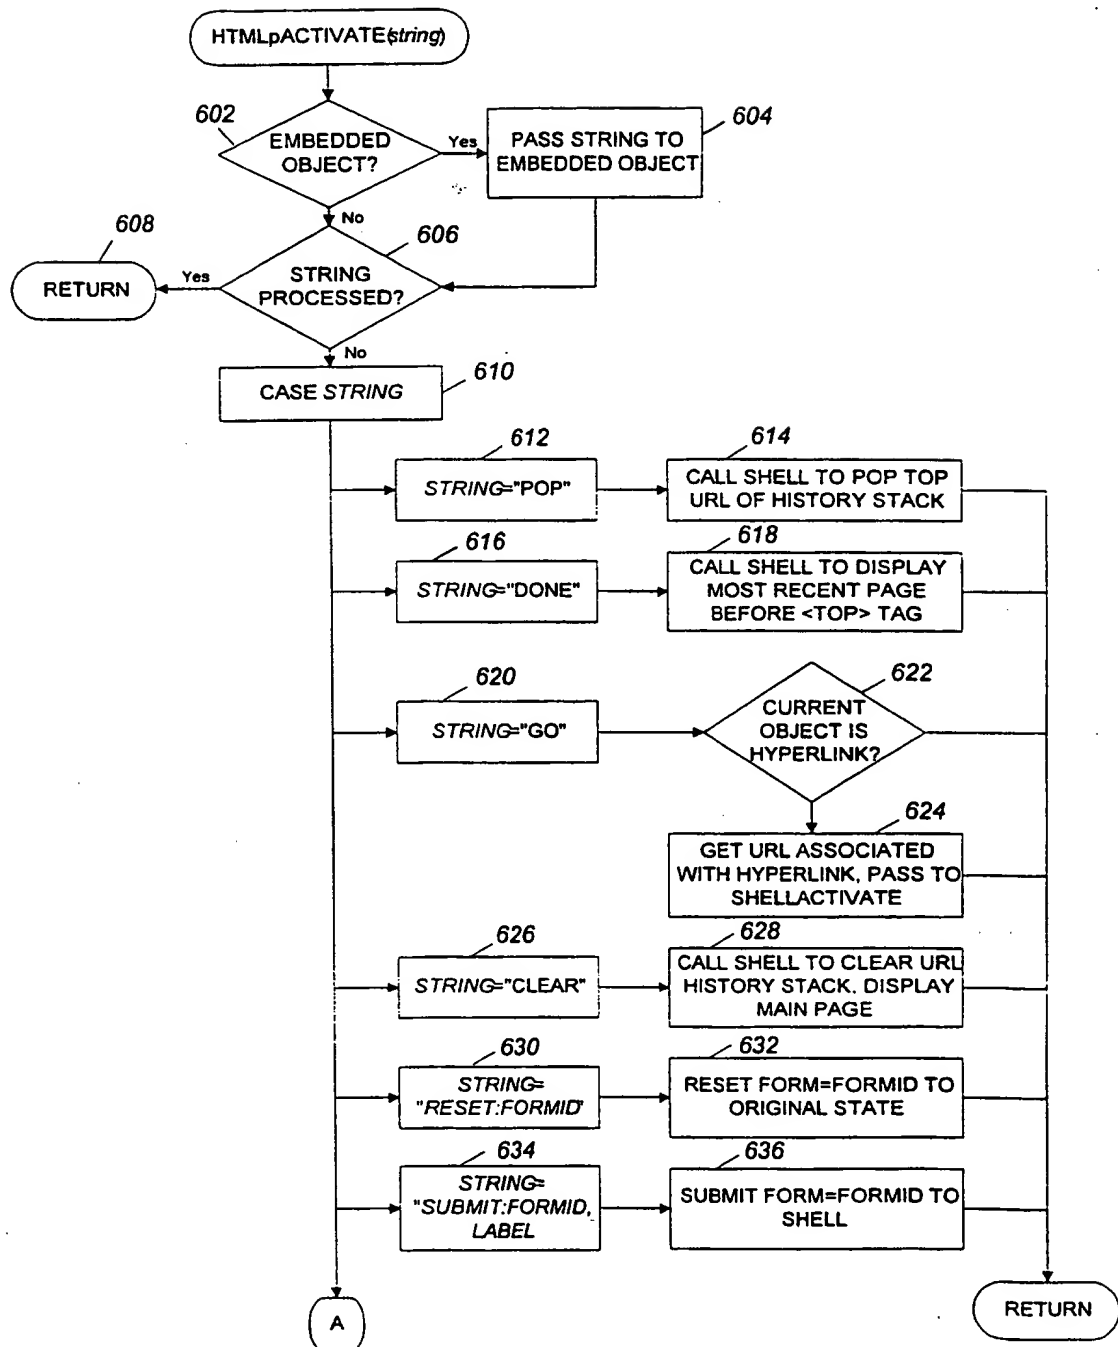 HTMLpACTIVATE(string)
602
EMBEDDED
OBJECT?
Yes
604
PASS STRING TO
EMBEDDED OBJECT
No
608
RETURN
Yes
606
STRING
PROCESSED?
No
610
CASE STRING
612
STRING="POP"
614
CALL SHELL TO POP TOP
URL OF HISTORY STACK
616
STRING="DONE"
618
CALL SHELL TO DISPLAY
MOST RECENT PAGE
BEFORE <TOP> TAG
620
STRING="GO"
622
CURRENT
OBJECT IS
HYPERLINK?
624
GET URL ASSOCIATED
WITH HYPERLINK, PASS TO
SHELLACTIVATE
626
STRING="CLEAR"
628
CALL SHELL TO CLEAR URL
HISTORY STACK. DISPLAY
MAIN PAGE
630
STRING=
"RESET:FORMID"
632
RESET FORM=FORMID TO
ORIGINAL STATE
634
STRING=
"SUBMIT:FORMID,
LABEL
636
SUBMIT FORM=FORMID TO
SHELL
A
RETURN